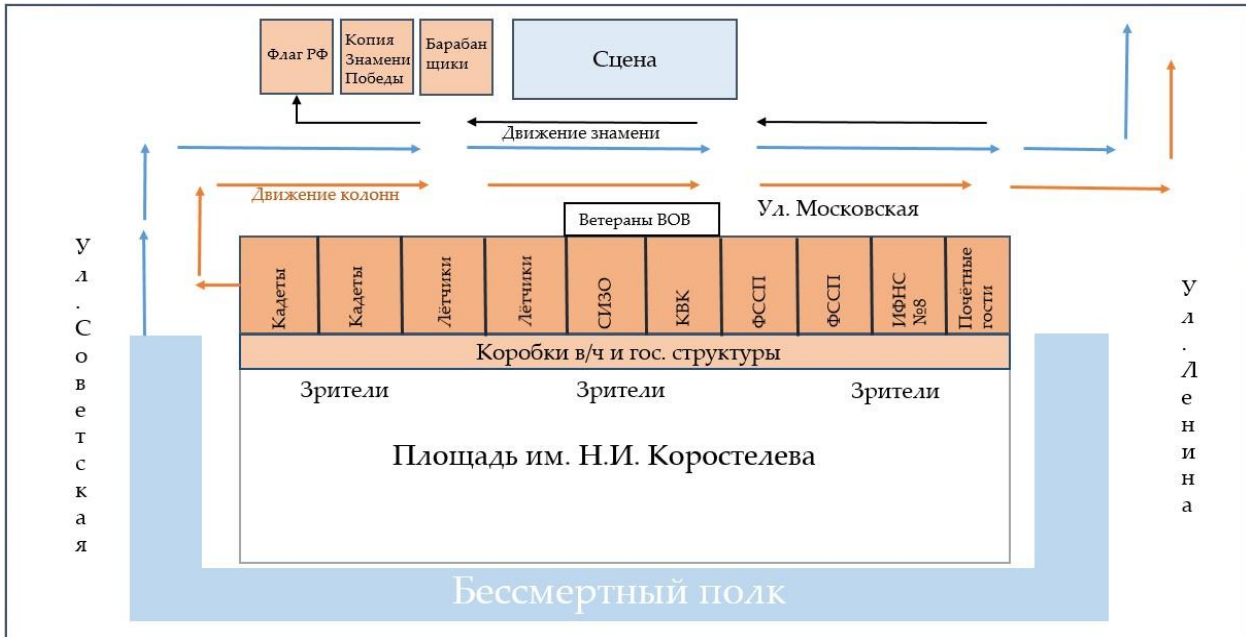 Флаг РФ
Копия
Знамени
Победы
Барабан
щики
Сцена
Движение знамени
Движение колонн
Ветераны ВОВ
Ул. Московская
Ул. Советская
Кадеты
Кадеты
Лётчики
Лётчики
СИЗО
КВК
ФССП
ФССП
ИФНС
№8
Почётные
гости
Ул. Ленина
Коробки в/ч и гос. структуры
Зрители
Зрители
Зрители
Площадь им. Н.И. Коростелева
Бессмертный полк